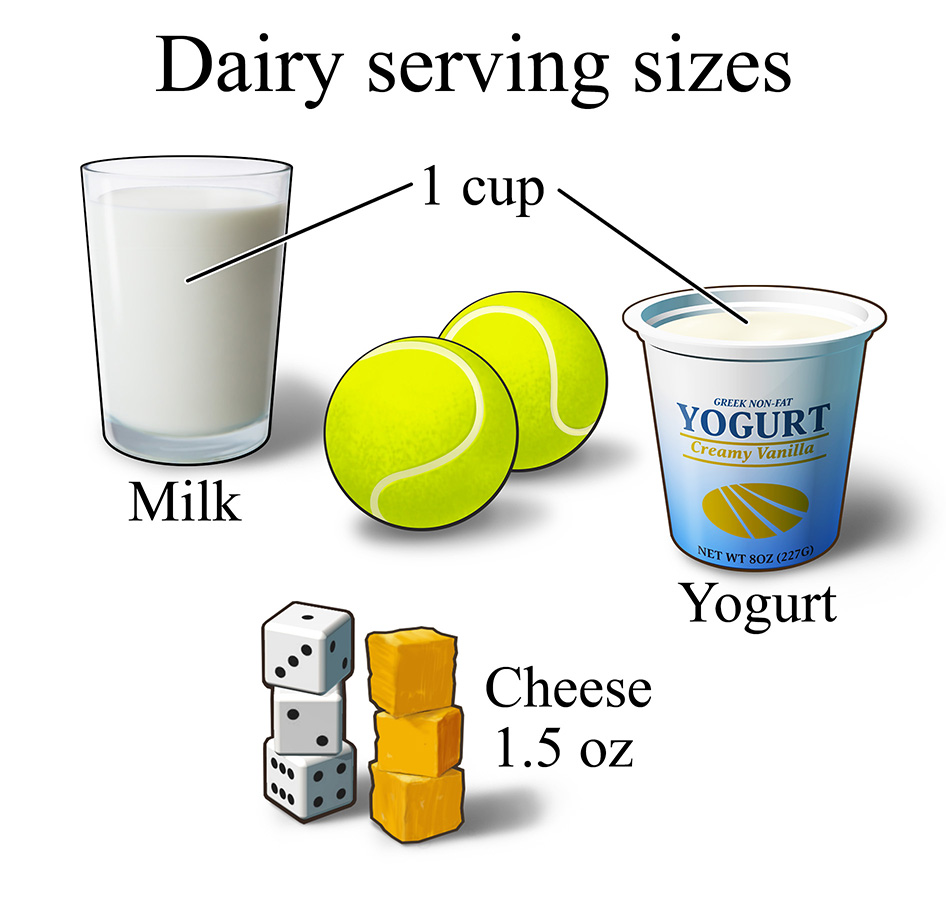 Dairy serving sizes
1 cup
Milk
GREEK NON-FAT
YOGURT
Creamy Vanilla
NET WT 8OZ (227G)
Yogurt
Cheese
1.5 oz